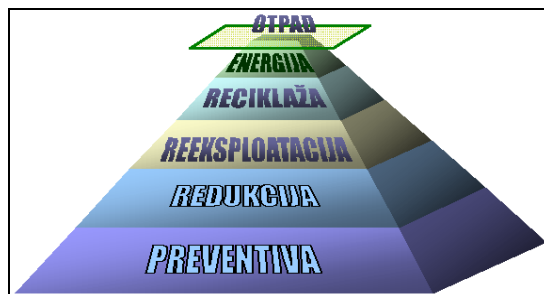 OTPAD
ENERGIJA
RECIKLAŽA
REEKSPLOATACIJA
REDUKCIJA
PREVENTIVA